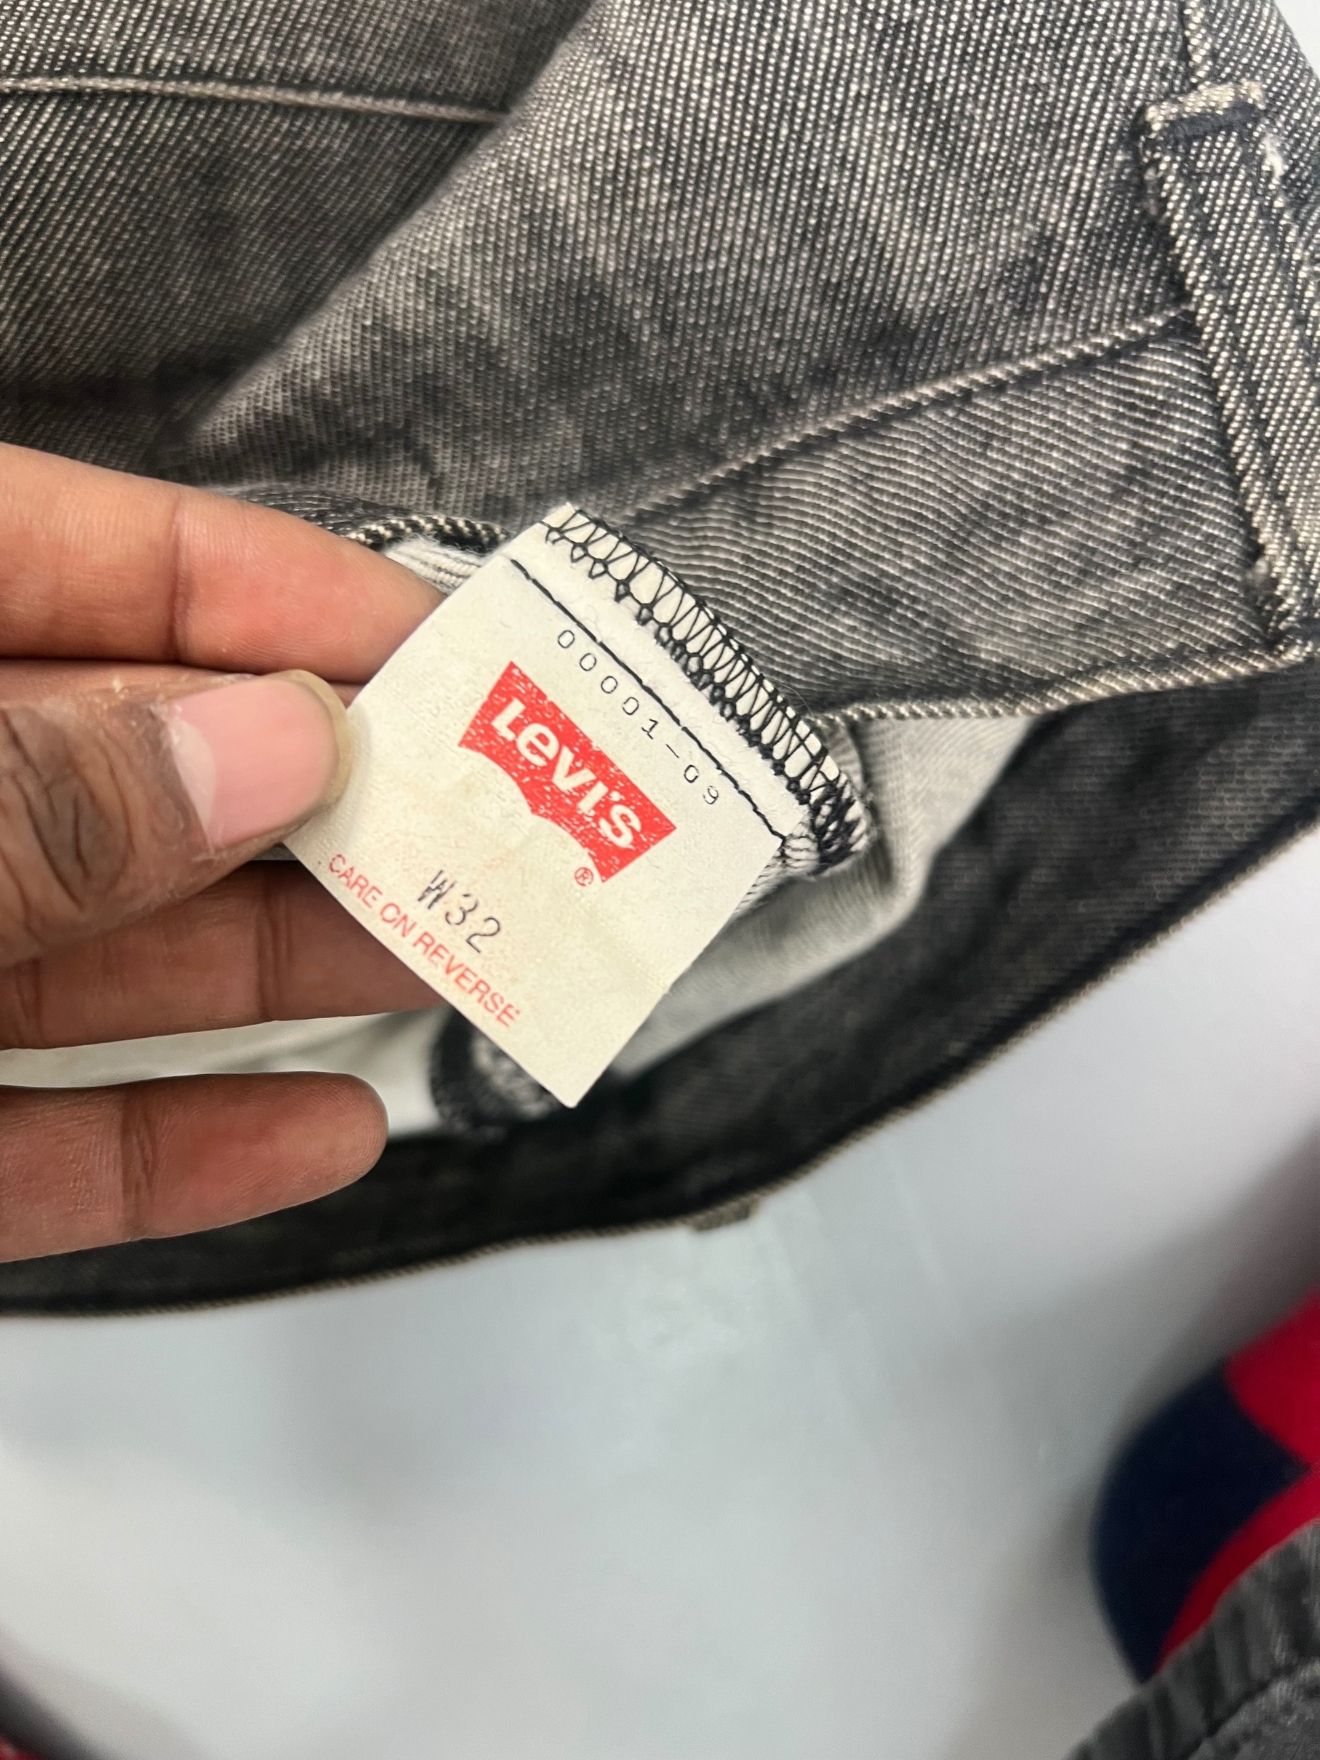 00001-09
Levi's
®
W32
CARE ON REVERSE